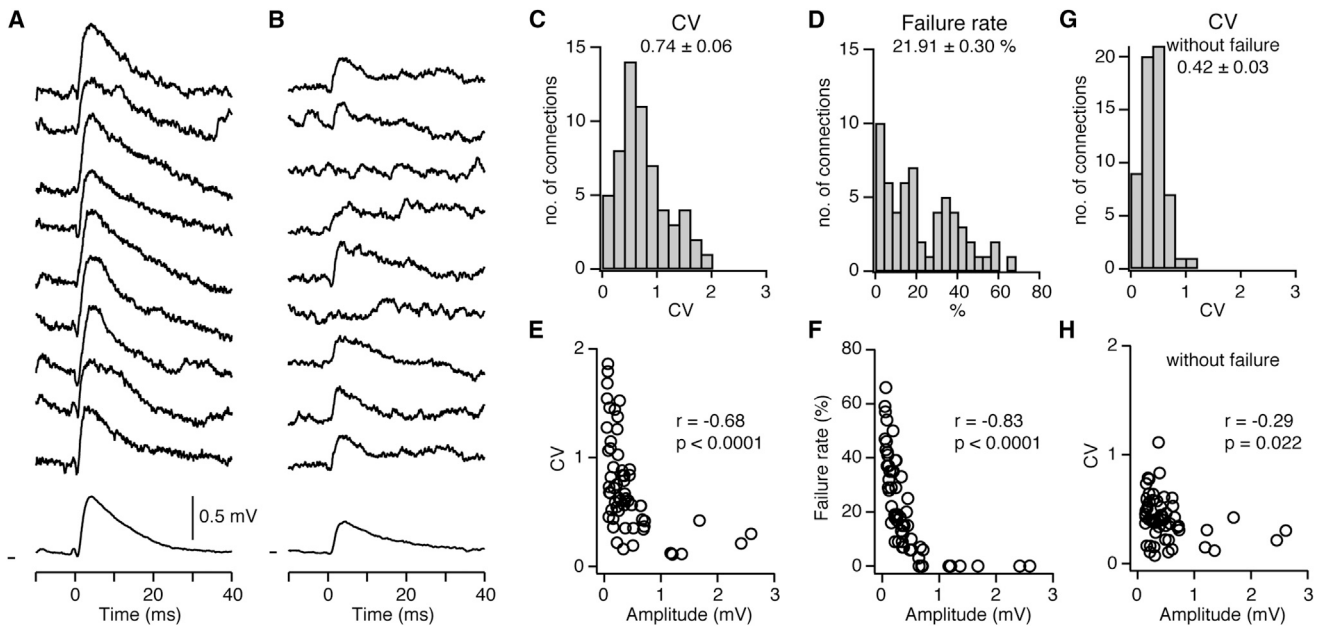 A
0.5 mV
0
20
40
Time (ms)
B
0
20
40
Time (ms)
C
CV
0.74 ± 0.06
15
10
5
0
no. of connections
0
1
2
3
CV
D
Failure rate
21.91 ± 0.30 %
15
10
5
0
no. of connections
0
20
40
60
80
%
G
CV
without failure
0.42 ± 0.03
20
15
10
5
0
no. of connections
0
1
2
3
CV
E
2
1
0
CV
r = -0.68
p < 0.0001
0
1
2
3
Amplitude (mV)
F
80
60
40
20
0
Failure rate (%)
r = -0.83
p < 0.0001
0
1
2
3
Amplitude (mV)
H
without failure
2
1
0
CV
r = -0.29
p = 0.022
0
1
2
3
Amplitude (mV)